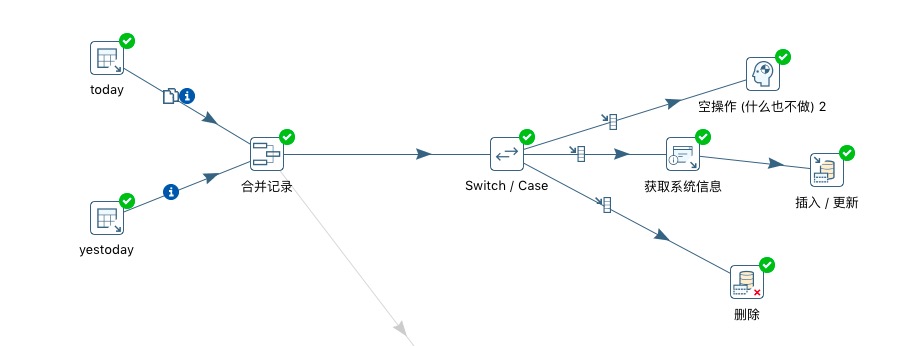 today
空操作 (什么也不做) 2
合并记录
Switch / Case
获取系统信息
插入 / 更新
yestoday
删除